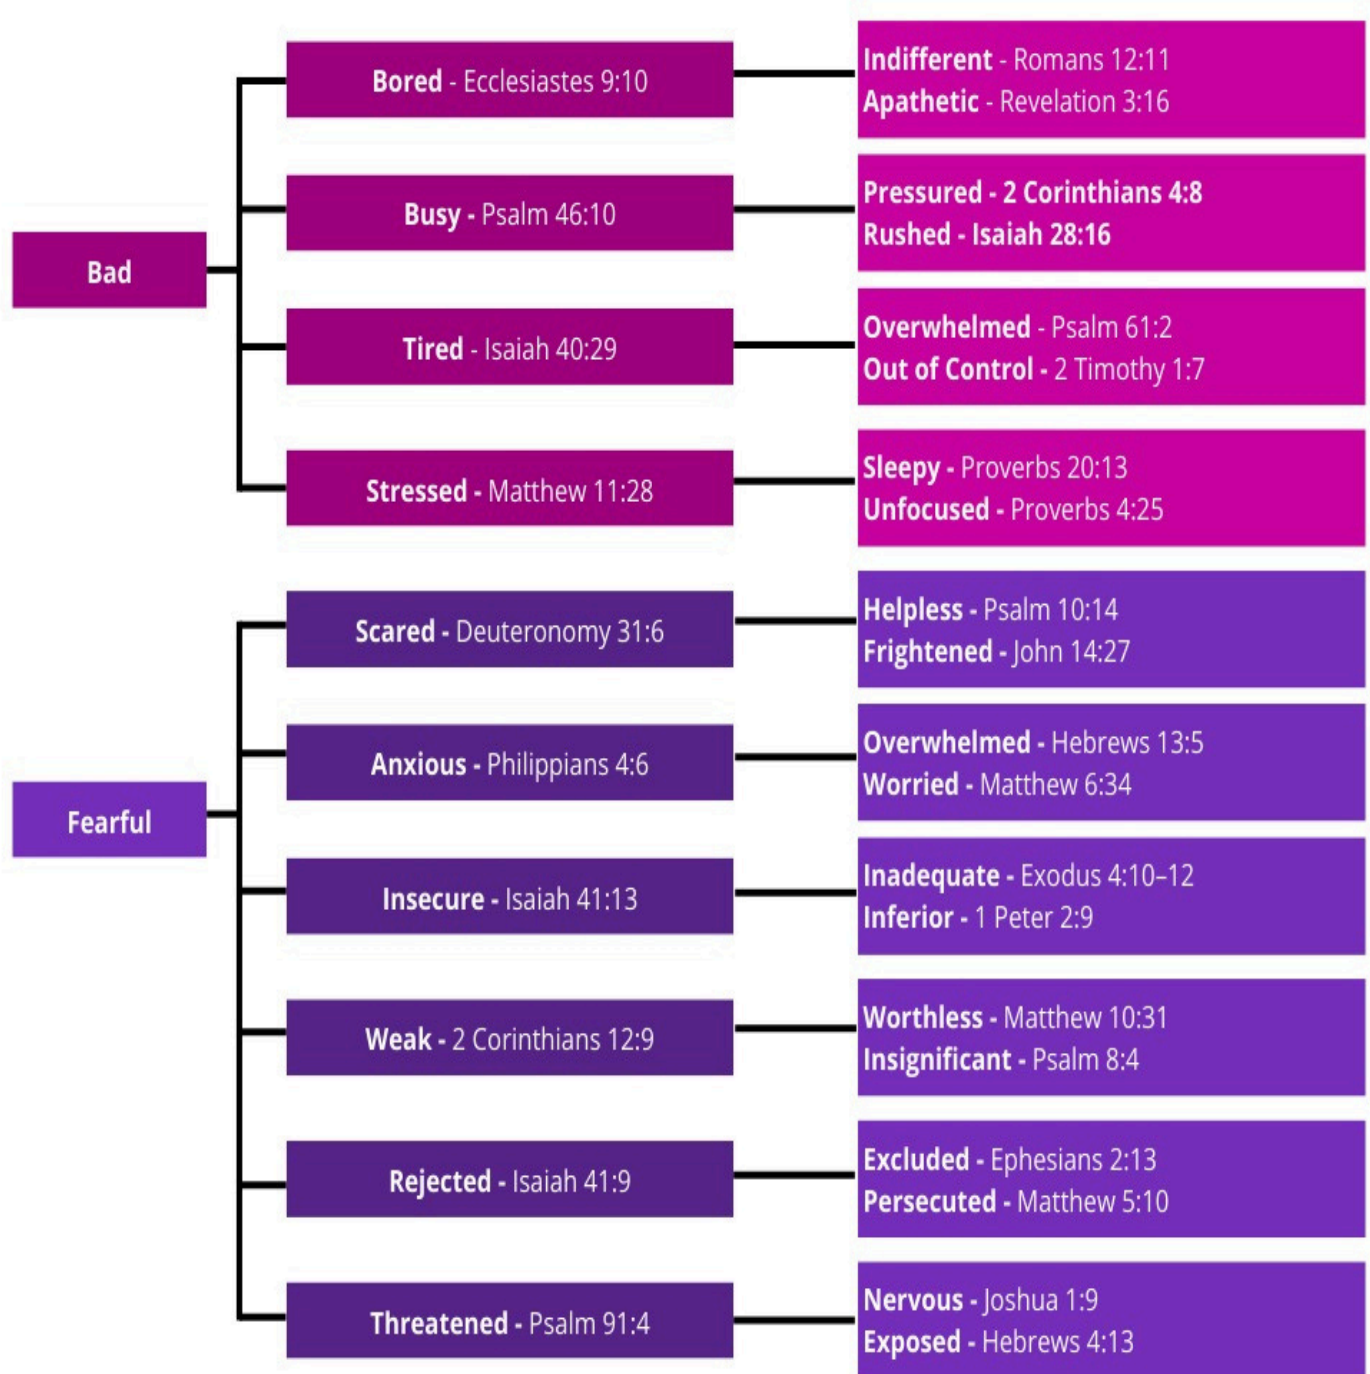 Bad
Bored - Ecclesiastes 9:10
Indifferent - Romans 12:11
Apathetic - Revelation 3:16
Busy - Psalm 46:10
Pressured - 2 Corinthians 4:8
Rushed - Isaiah 28:16
Tired - Isaiah 40:29
Overwhelmed - Psalm 61:2
Out of Control - 2 Timothy 1:7
Stressed - Matthew 11:28
Sleepy - Proverbs 20:13
Unfocused - Proverbs 4:25
Fearful
Scared - Deuteronomy 31:6
Helpless - Psalm 10:14
Frightened - John 14:27
Anxious - Philippians 4:6
Overwhelmed - Hebrews 13:5
Worried - Matthew 6:34
Insecure - Isaiah 41:13
Inadequate - Exodus 4:10–12
Inferior - 1 Peter 2:9
Weak - 2 Corinthians 12:9
Worthless - Matthew 10:31
Insignificant - Psalm 8:4
Rejected - Isaiah 41:9
Excluded - Ephesians 2:13
Persecuted - Matthew 5:10
Threatened - Psalm 91:4
Nervous - Joshua 1:9
Exposed - Hebrews 4:13